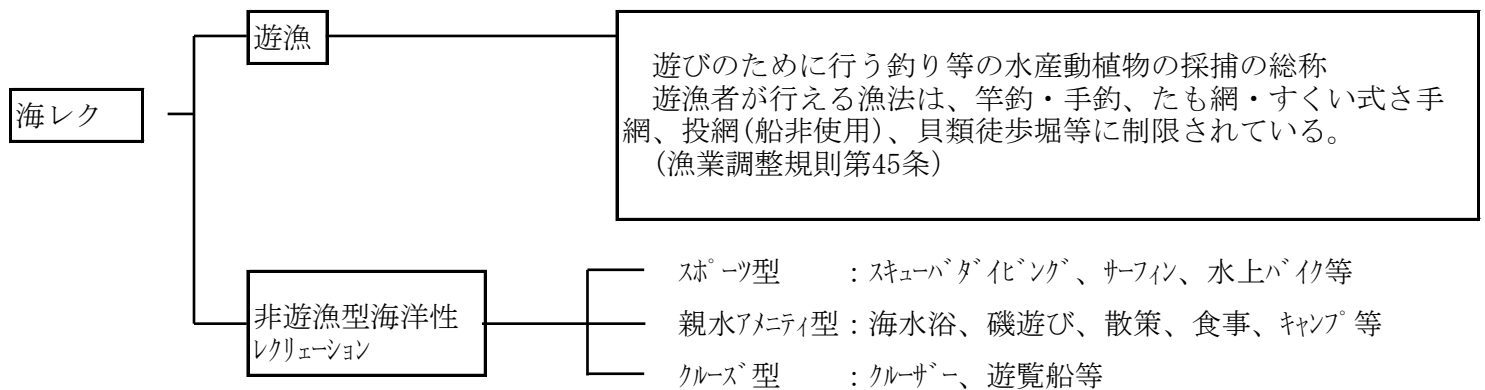 遊漁
遊びのために行う釣り等の水産動植物の採捕の総称
遊漁者が行える漁法は、竿釣・手釣、たも網・すくい式さ手
網、投網(船非使用)、貝類徒歩堀等に制限されている。
(漁業調整規則第45条)
海レク
非遊漁型海洋性
ﾚｸﾘｪｰｼｮﾝ
ｽﾎﾟｰﾂ型　　：ｽｷｭｰﾊﾞﾀﾞｲﾋﾞﾝｸﾞ、ｻｰﾌｨﾝ、水上ﾊﾞｲｸ等
親水ｱﾒﾆﾃｨ型：海水浴、磯遊び、散策、食事、ｷｬﾝﾌﾟ等
ｸﾙｰｽﾞ型　　：ｸﾙｰｻﾞｰ、遊覧船等